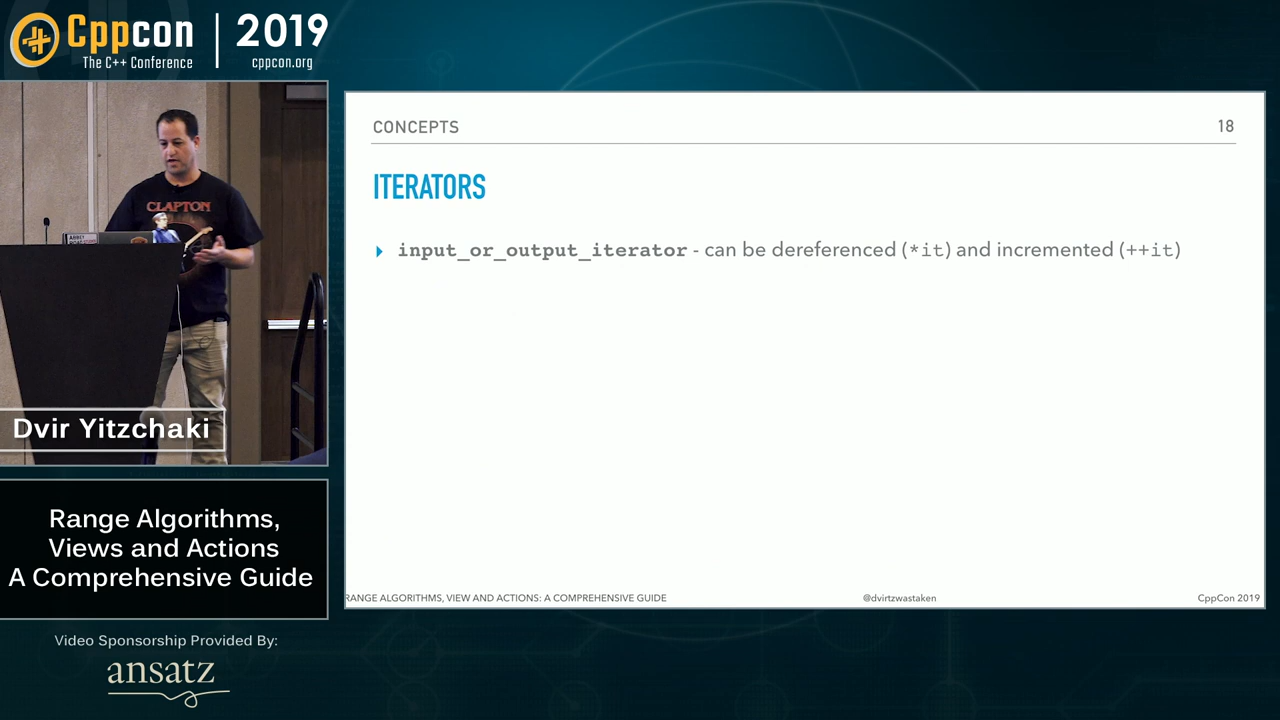 Cppcon
The C++ Conference
2019
cppcon.org
CLAPTON
Dvir Yitzchaki
Range Algorithms,
Views and Actions
A Comprehensive Guide
Video Sponsorship Provided By:
ansatz
CONCEPTS
18
ITERATORS
input_or_output_iterator - can be dereferenced (*it) and incremented (++it)
RANGE ALGORITHMS, VIEW AND ACTIONS: A COMPREHENSIVE GUIDE
@dvirtzwastaken
CppCon 2019